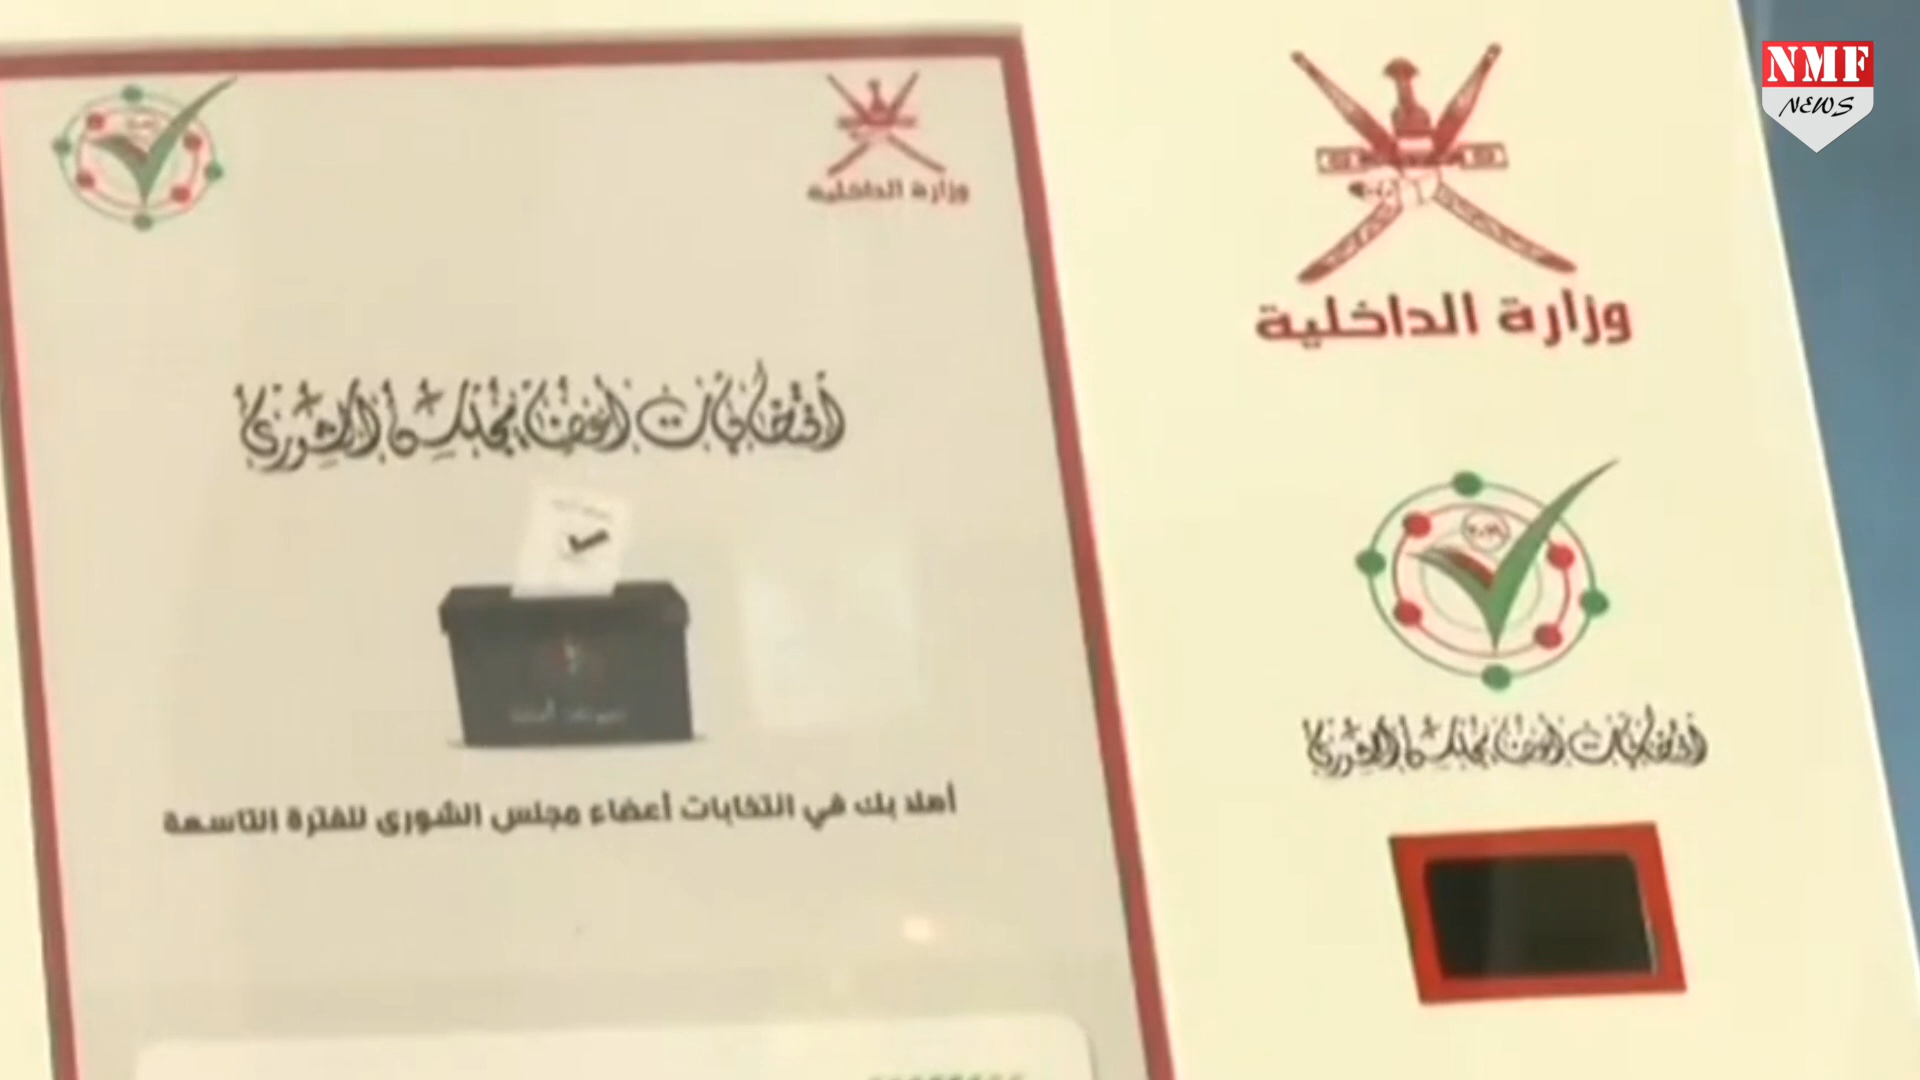 NMF
NEWS
وزارة الداخلية
انتخابات أعضاء مجلس الشورى
أهلا بك في انتخابات أعضاء مجلس الشورى للفترة التاسعة
وزارة الداخلية
انتخابات أعضاء مجلس الشورى